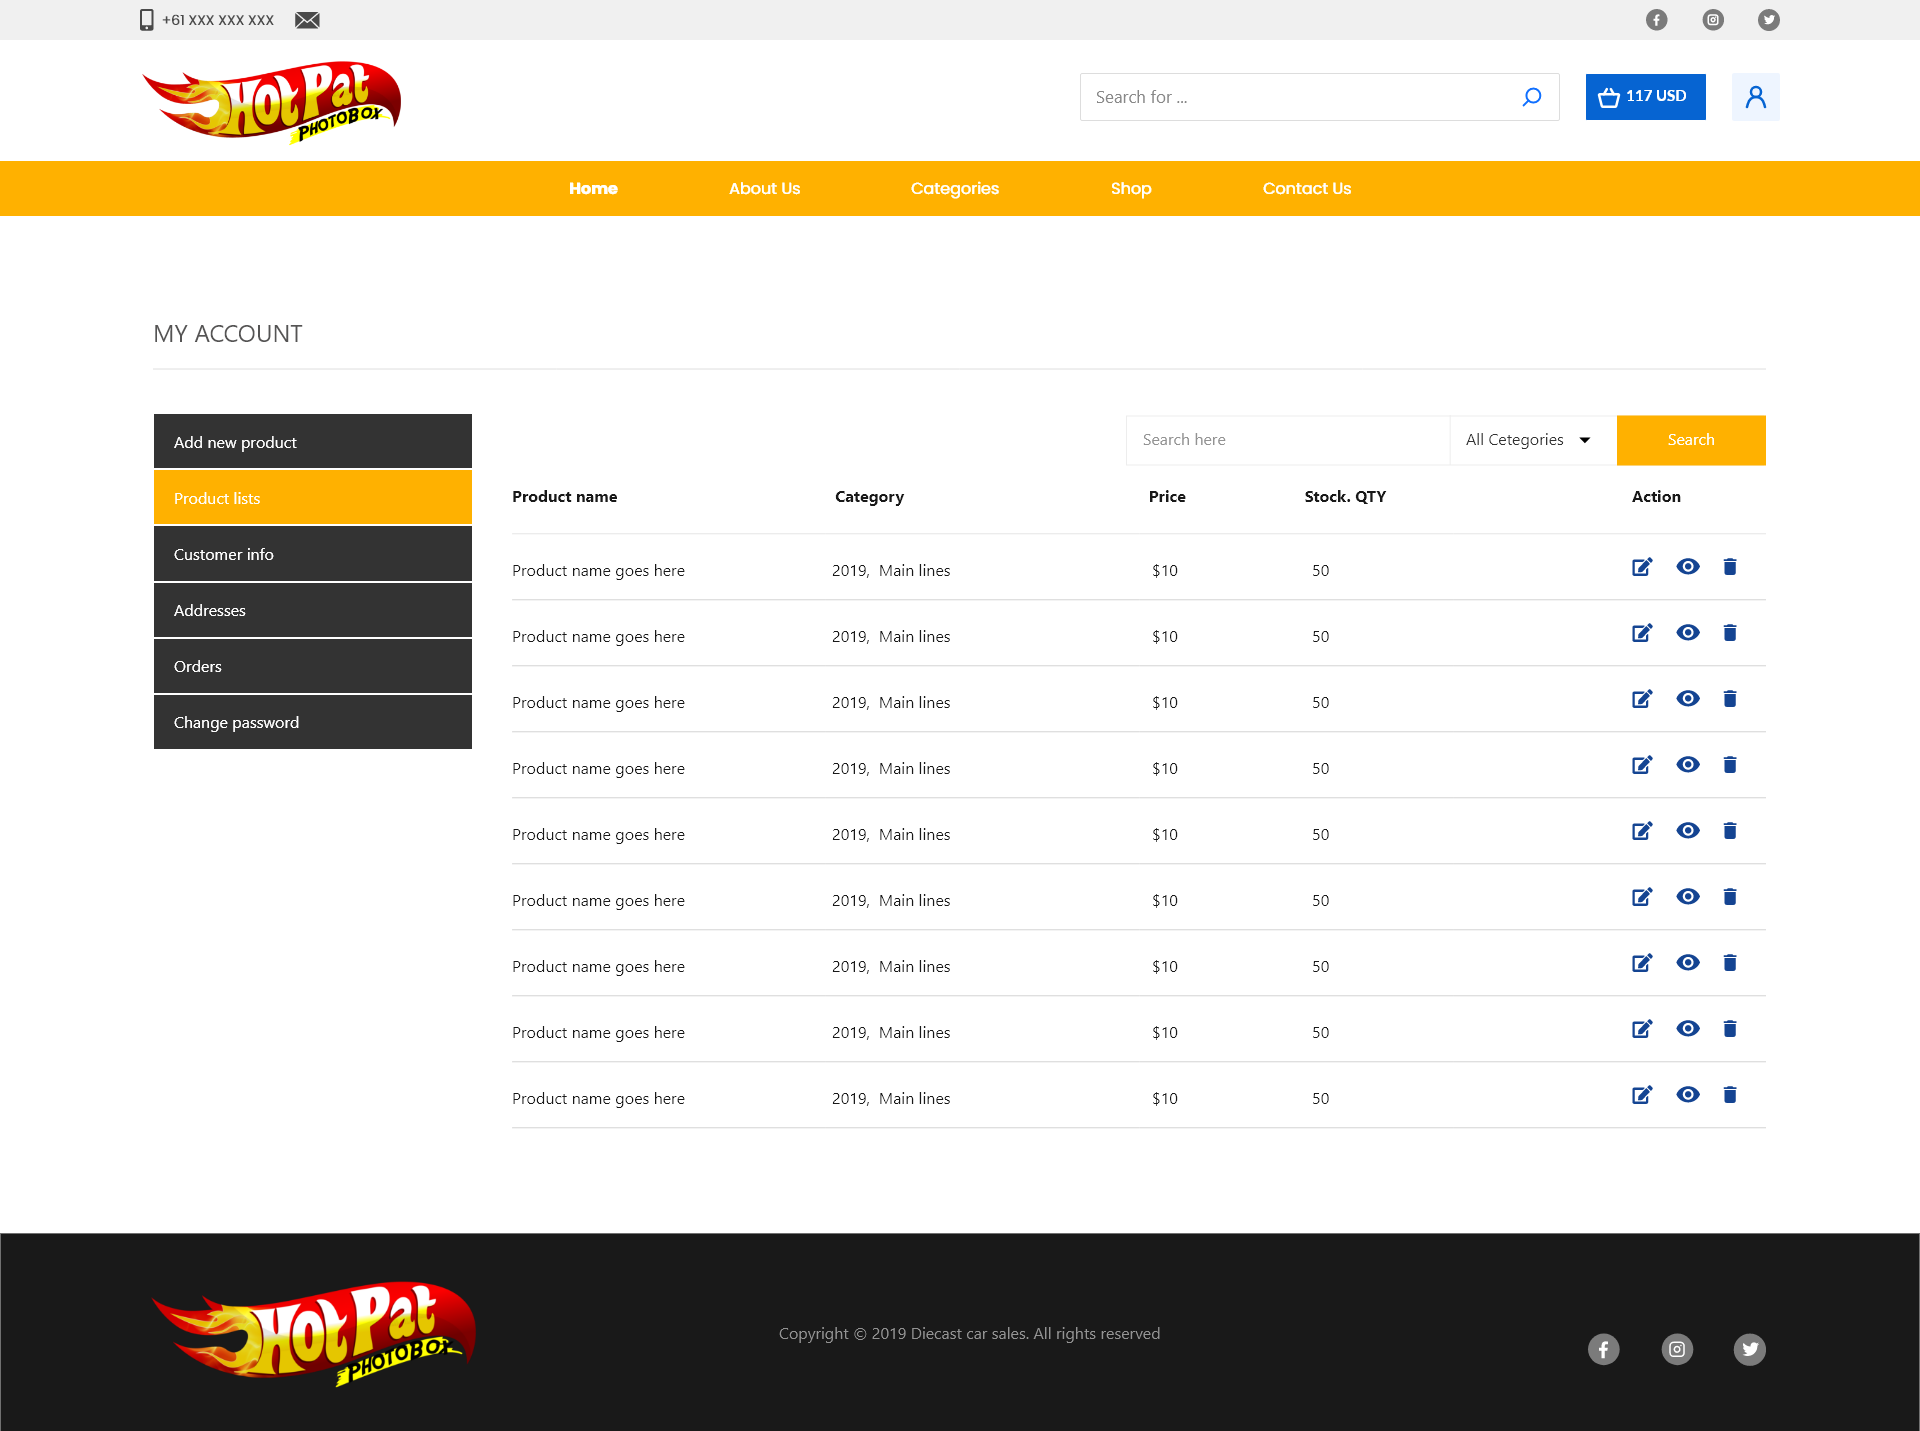 +61 XXX XXX XXX
Hot Pat
PHOTOBOX
Search for ...
117 USD
Home About Us Categories Shop Contact Us
MY ACCOUNT
Add new product
Product lists
Customer info
Addresses
Orders
Change password
Search here All Cetegories Search
Product name Category Price Stock. QTY Action
Product name goes here 2019, Main lines $10 50
Product name goes here 2019, Main lines $10 50
Product name goes here 2019, Main lines $10 50
Product name goes here 2019, Main lines $10 50
Product name goes here 2019, Main lines $10 50
Product name goes here 2019, Main lines $10 50
Product name goes here 2019, Main lines $10 50
Product name goes here 2019, Main lines $10 50
Product name goes here 2019, Main lines $10 50
Hot Pat
PHOTOBOX
Copyright © 2019 Diecast car sales. All rights reserved